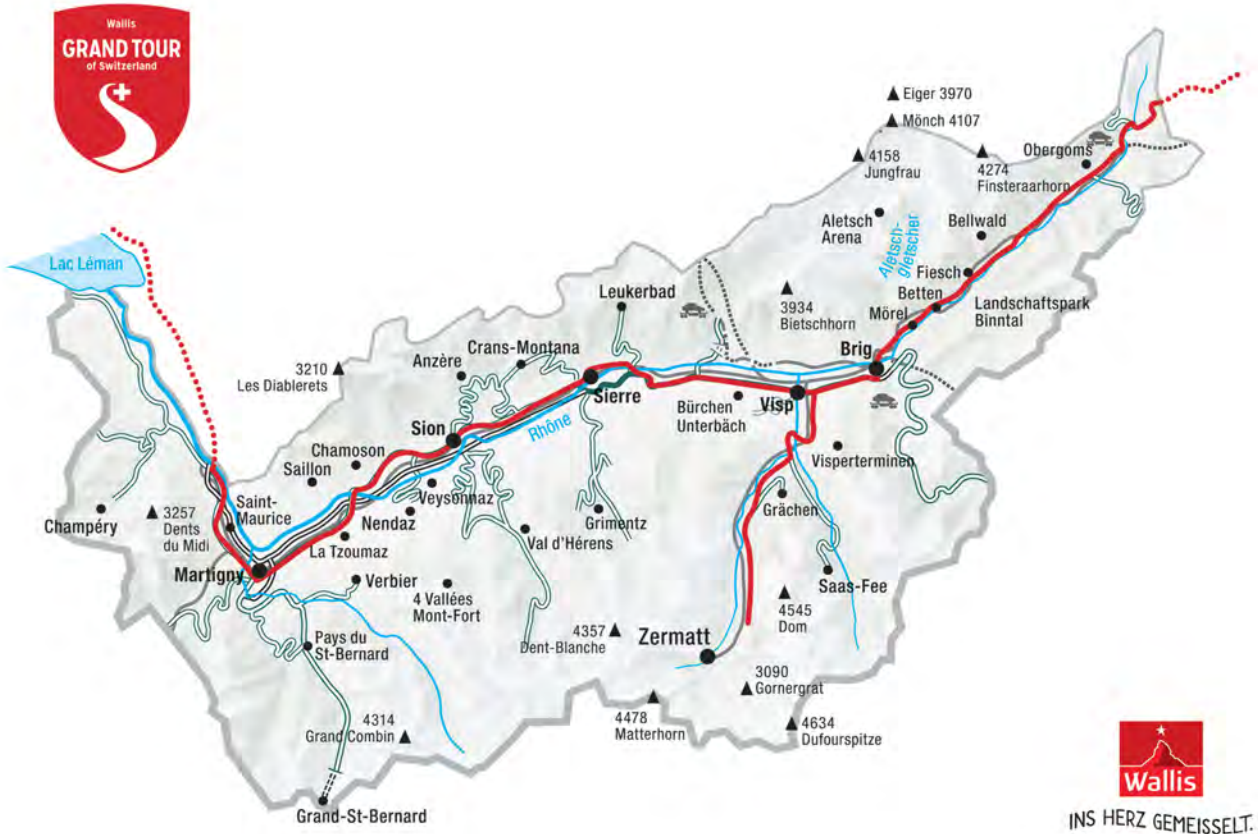 Wallis
GRAND TOUR
of Switzerland
Eiger 3970
Mönch 4107
4158
Jungfrau
4274
Finsteraarhorn
Obergoms
Aletsch
Arena
Aletsch-
gletscher
Bellwald
Lac Léman
Fiesch
Betten
Mörel
Landschaftspark
Binntal
Leukerbad
3934
Bietschhorn
Brig
3210
Les Diablerets
Anzère
Crans-Montana
Sierre
Visp
Bürchen
Unterbäch
Sion
Rhône
Visperterminen
Chamoson
Saillon
Veysonnaz
Nendaz
Grächen
Champéry
3257
Dents
du Midi
Saint-
Maurice
La Tzoumaz
Val d'Hérens
Grimentz
Martigny
Verbier
4 Vallées
Mont-Fort
Saas-Fee
4545
Dom
Pays du
St-Bernard
4357
Dent-Blanche
Zermatt
3090
Gornergrat
4314
Grand Combin
4478
Matterhorn
4634
Dufourspitze
Grand-St-Bernard
Wallis
INS HERZ GEMEISSELT.